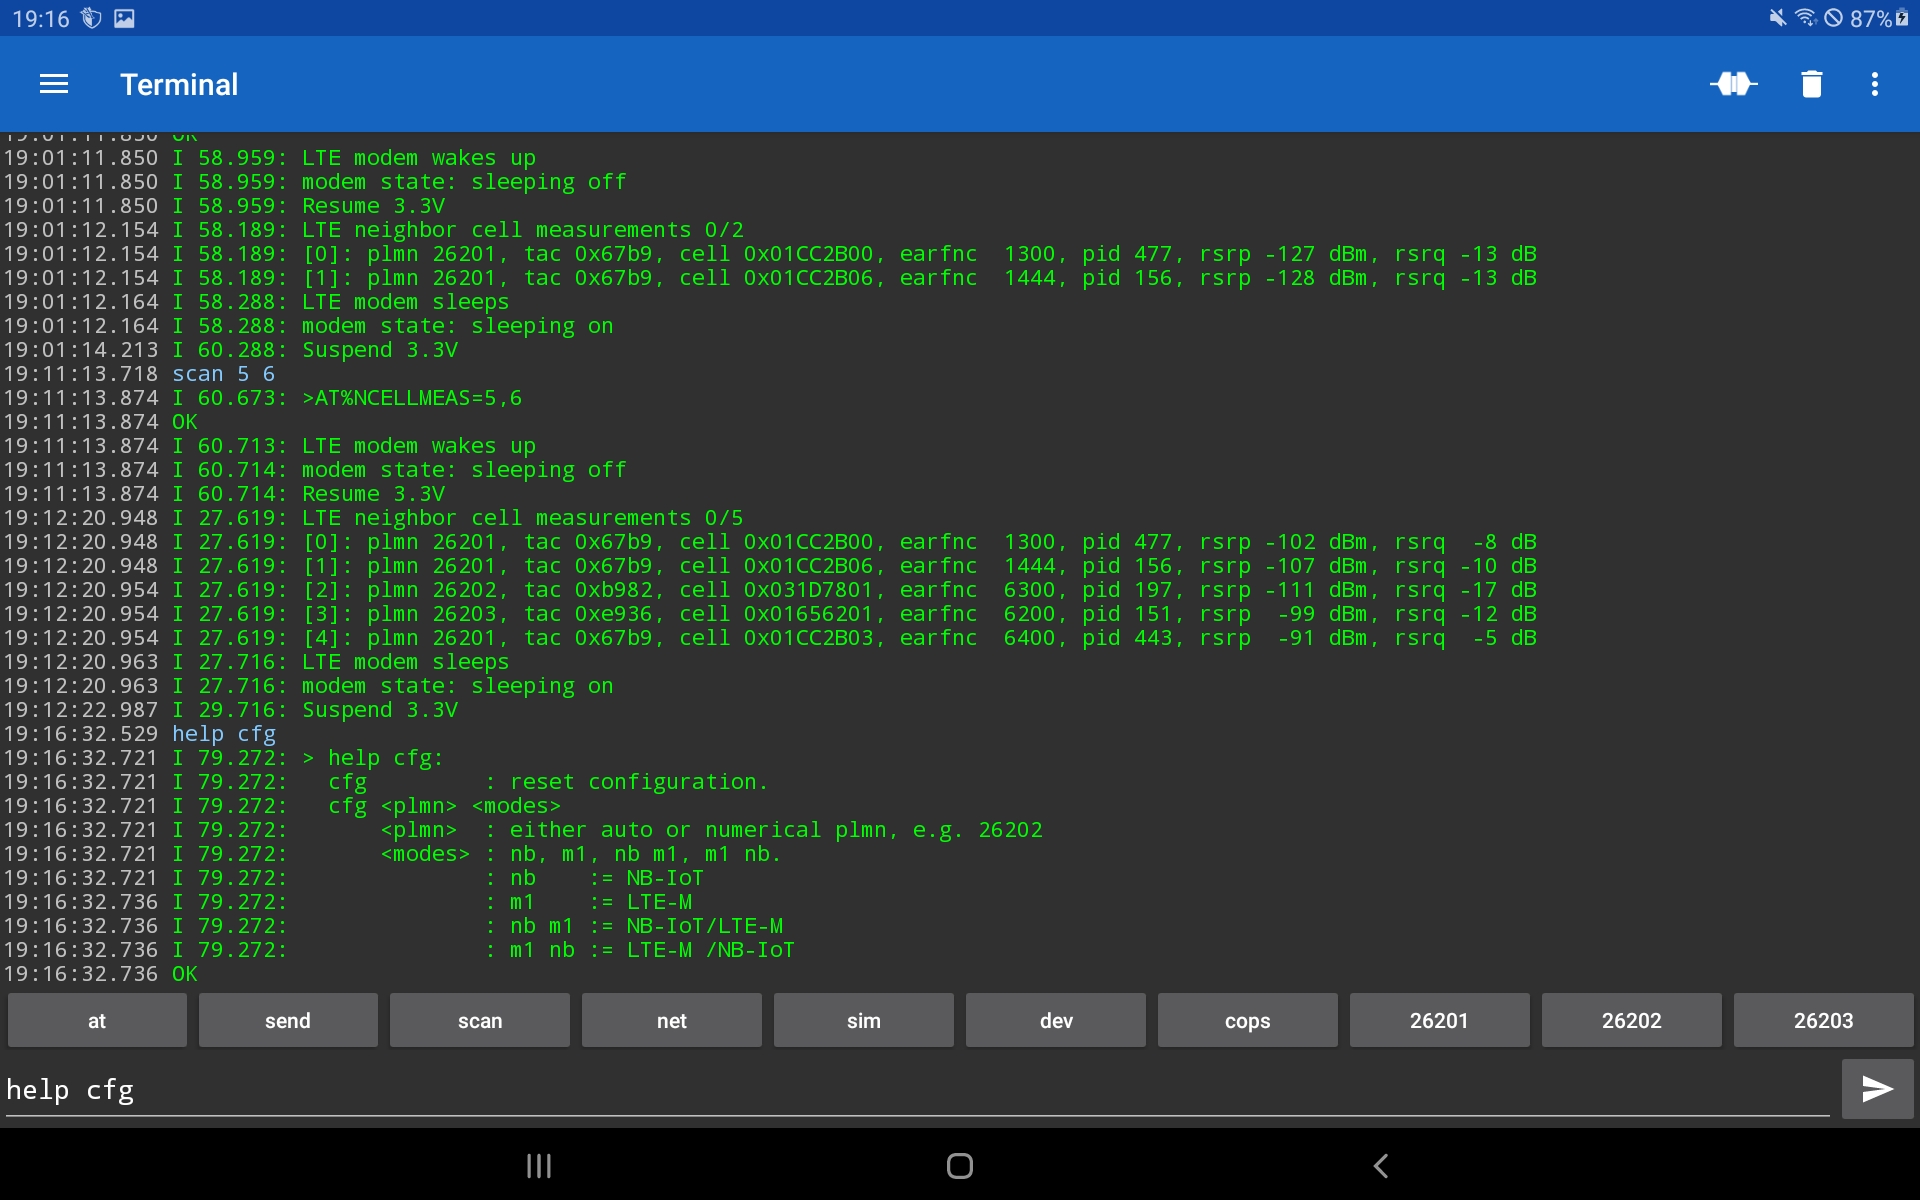 19:16 87%
Terminal
19:01:11.850 OK
19:01:11.850 I 58.959: LTE modem wakes up
19:01:11.850 I 58.959: modem state: sleeping off
19:01:11.850 I 58.959: Resume 3.3V
19:01:12.154 I 58.189: LTE neighbor cell measurements 0/2
19:01:12.154 I 58.189: [0]: plmn 26201, tac 0x67b9, cell 0x01CC2B00, earfnc  1300, pid 477, rsrp -127 dBm, rsrq -13 dB
19:01:12.154 I 58.189: [1]: plmn 26201, tac 0x67b9, cell 0x01CC2B06, earfnc  1444, pid 156, rsrp -128 dBm, rsrq -13 dB
19:01:12.164 I 58.288: LTE modem sleeps
19:01:12.164 I 58.288: modem state: sleeping on
19:01:14.213 I 60.288: Suspend 3.3V
19:11:13.718 scan 5 6
19:11:13.874 I 60.673: >AT%NCELLMEAS=5,6
19:11:13.874 OK
19:11:13.874 I 60.713: LTE modem wakes up
19:11:13.874 I 60.714: modem state: sleeping off
19:11:13.874 I 60.714: Resume 3.3V
19:12:20.948 I 27.619: LTE neighbor cell measurements 0/5
19:12:20.948 I 27.619: [0]: plmn 26201, tac 0x67b9, cell 0x01CC2B00, earfnc  1300, pid 477, rsrp -102 dBm, rsrq  -8 dB
19:12:20.948 I 27.619: [1]: plmn 26201, tac 0x67b9, cell 0x01CC2B06, earfnc  1444, pid 156, rsrp -107 dBm, rsrq -10 dB
19:12:20.954 I 27.619: [2]: plmn 26202, tac 0xb982, cell 0x031D7801, earfnc  6300, pid 197, rsrp -111 dBm, rsrq -17 dB
19:12:20.954 I 27.619: [3]: plmn 26203, tac 0xe936, cell 0x01656201, earfnc  6200, pid 151, rsrp  -99 dBm, rsrq -12 dB
19:12:20.954 I 27.619: [4]: plmn 26201, tac 0x67b9, cell 0x01CC2B03, earfnc  6400, pid 443, rsrp  -91 dBm, rsrq  -5 dB
19:12:20.963 I 27.716: LTE modem sleeps
19:12:20.963 I 27.716: modem state: sleeping on
19:12:22.987 I 29.716: Suspend 3.3V
19:16:32.529 help cfg
19:16:32.721 I 79.272: > help cfg:
19:16:32.721 I 79.272:   cfg         : reset configuration.
19:16:32.721 I 79.272:   cfg <plmn> <modes>
19:16:32.721 I 79.272:       <plmn>  : either auto or numerical plmn, e.g. 26202
19:16:32.721 I 79.272:       <modes> : nb, m1, nb m1, m1 nb.
19:16:32.721 I 79.272:               : nb    := NB-IoT
19:16:32.736 I 79.272:               : m1    := LTE-M
19:16:32.736 I 79.272:               : nb m1 := NB-IoT/LTE-M
19:16:32.736 I 79.272:               : m1 nb := LTE-M /NB-IoT
19:16:32.736 OK
at send scan net sim dev cops 26201 26202 26203
help cfg